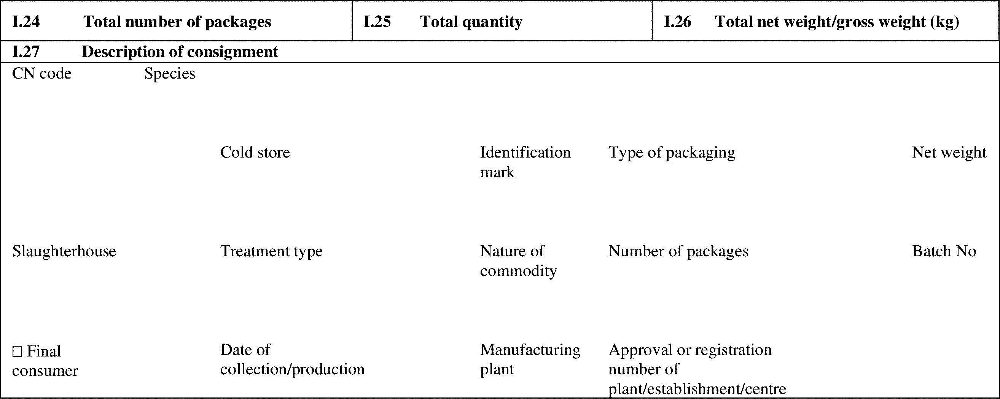 I.24 Total number of packages I.25 Total quantity I.26 Total net weight/gross weight (kg)
I.27 Description of consignment
CN code Species
Cold store Identification Type of packaging Net weight
mark
Slaughterhouse Treatment type Nature of Number of packages Batch No
commodity
☐ Final Date of Manufacturing Approval or registration
consumer collection/production plant number of
plant/establishment/centre